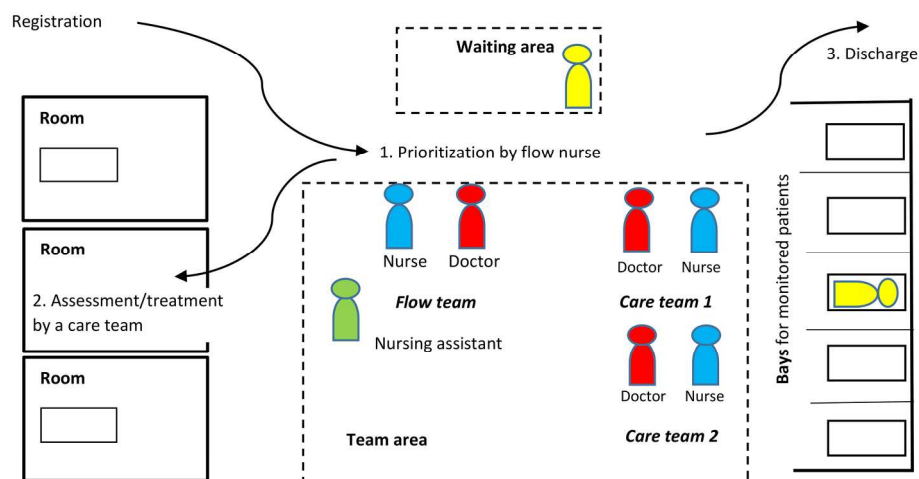 Registration
Waiting area
3. Discharge
Room
1. Prioritization by flow nurse
Room
2. Assessment/treatment
by a care team
Room
Nurse
Doctor
Flow team
Nursing assistant
Doctor
Nurse
Care team 1
Doctor
Nurse
Care team 2
Team area
Bays for monitored patients